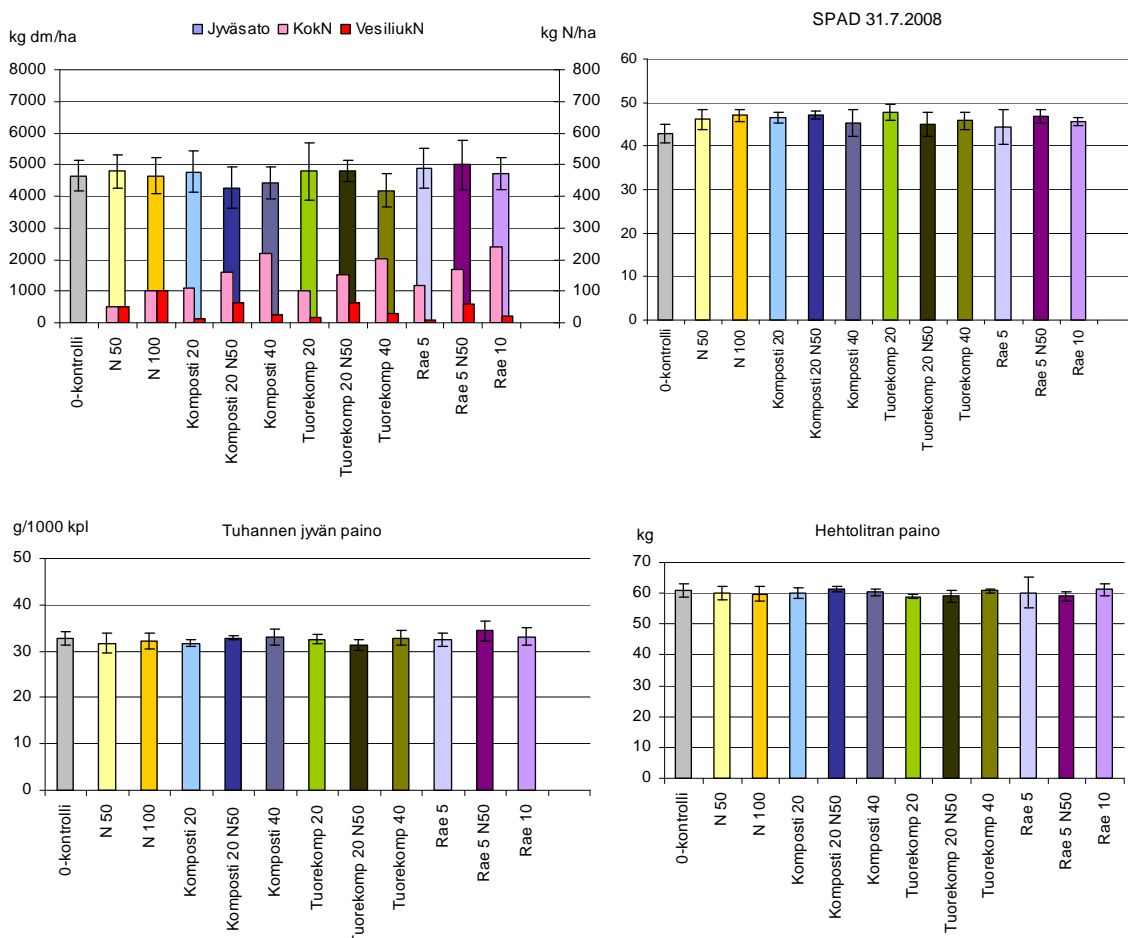 kg dm/ha
Jyväsato KokN VesiliukN
kg N/ha
8000
7000
6000
5000
4000
3000
2000
1000
0
800
700
600
500
400
300
200
100
0
0-kontrolli
N 50
N 100
Komposti 20
Komposti 20 N50
Komposti 40
Tuorekomp 20
Tuorekomp 20 N50
Tuorekomp 40
Rae 5
Rae 5 N50
Rae 10
SPAD 31.7.2008
60
50
40
30
20
10
0
0-kontrolli
N 50
N 100
Komposti 20
Komposti 20 N50
Komposti 40
Tuorekomp 20
Tuorekomp 20 N50
Tuorekomp 40
Rae 5
Rae 5 N50
Rae 10
g/1000 kpl
Tuhannen jyvän paino
50
40
30
20
10
0
0-kontrolli
N 50
N 100
Komposti 20
Komposti 20 N50
Komposti 40
Tuorekomp 20
Tuorekomp 20 N50
Tuorekomp 40
Rae 5
Rae 5 N50
Rae 10
kg
Hehtolitran paino
70
60
50
40
30
20
10
0
0-kontrolli
N 50
N 100
Komposti 20
Komposti 20 N50
Komposti 40
Tuorekomp 20
Tuorekomp 20 N50
Tuorekomp 40
Rae 5
Rae 5 N50
Rae 10